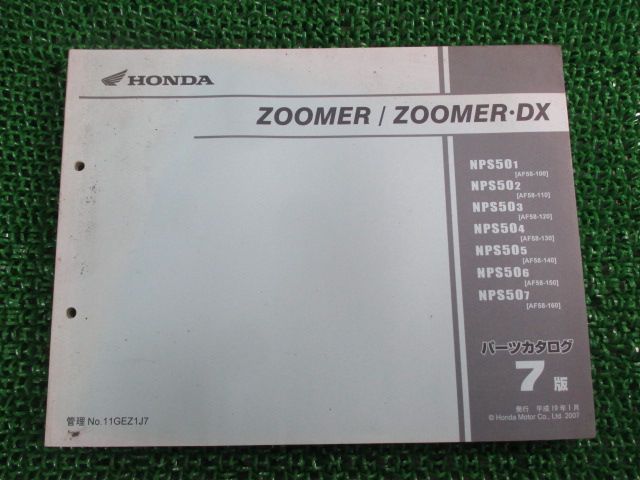 HONDA
ZOOMER / ZOOMER·DX
NPS501
[AF58-100]
NPS502
[AF58-110]
NPS503
[AF58-120]
NPS504
[AF58-130]
NPS505
[AF58-140]
NPS506
[AF58-150]
NPS507
[AF58-160]
パーツカタログ
7版
発行 平成19年1月
© Honda Motor Co., Ltd. 2007
管理 No.11GEZ1J7